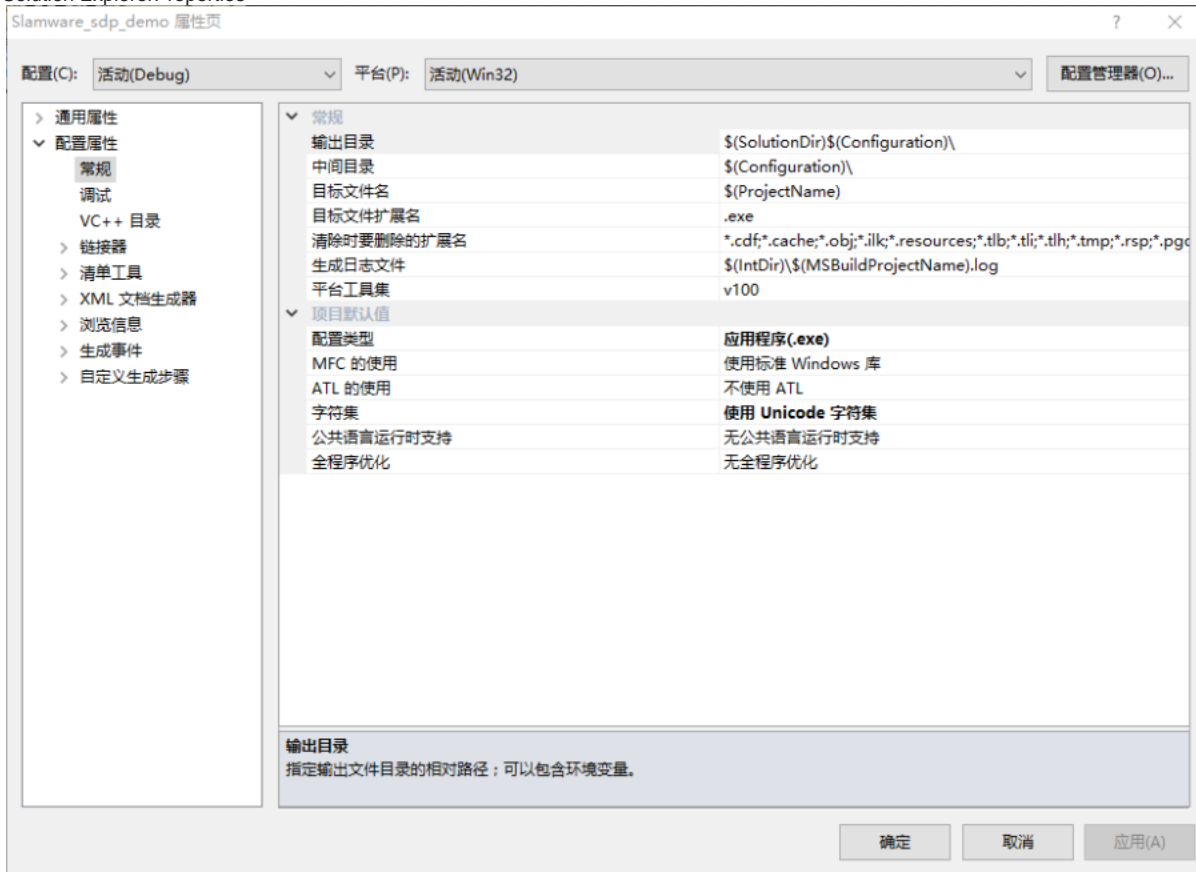 Slamware_sdp_demo 属性页
? ×
配置(C): 活动(Debug) 平台(P): 活动(Win32) 配置管理器(O)...
通用属性
配置属性
常规
调试
VC++ 目录
链接器
清单工具
XML 文档生成器
浏览信息
生成事件
自定义生成步骤
常规
输出目录 $(SolutionDir)$(Configuration)\
中间目录 $(Configuration)\
目标文件名 $(ProjectName)
目标文件扩展名 .exe
清除时要删除的扩展名 *.cdf;*.cache;*.obj;*.ilk;*.resources;*.tlb;*.tli;*.tlh;*.tmp;*.rsp;*.pgc
生成日志文件 $(IntDir)\$(MSBuildProjectName).log
平台工具集 v100
项目默认值
配置类型 应用程序(.exe)
MFC 的使用 使用标准 Windows 库
ATL 的使用 不使用 ATL
字符集 使用 Unicode 字符集
公共语言运行时支持 无公共语言运行时支持
全程序优化 无全程序优化
输出目录
指定输出文件目录的相对路径；可以包含环境变量。
确定 取消 应用(A)